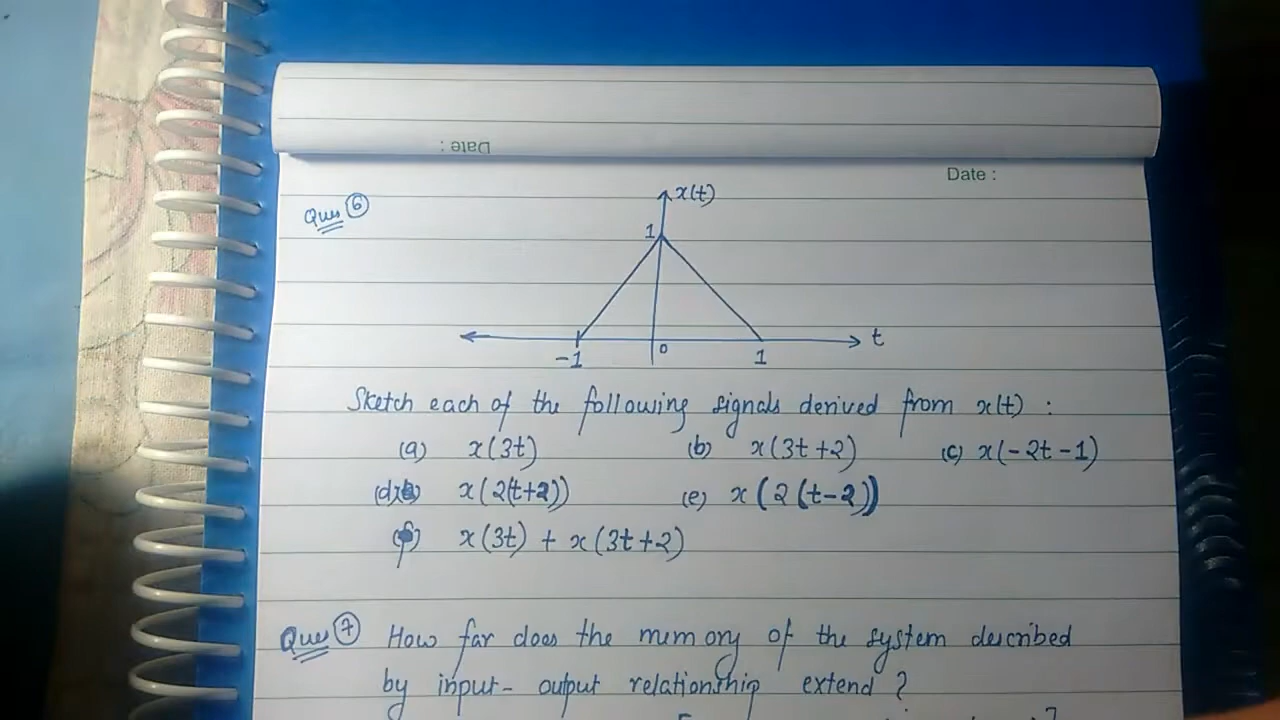 Date :
Date :
Ques 6
x(t)
1
t
-1 0 1
Sketch each of the following signals derived from x(t) :
(a) x(3t) (b) x(3t+2) (c) x(-2t-1)
(d) x(2(t+2)) (e) x(2(t-2))
(f) x(3t) + x(3t+2)
Ques 7 How far does the memory of the system described
by input-output relationship extend ?